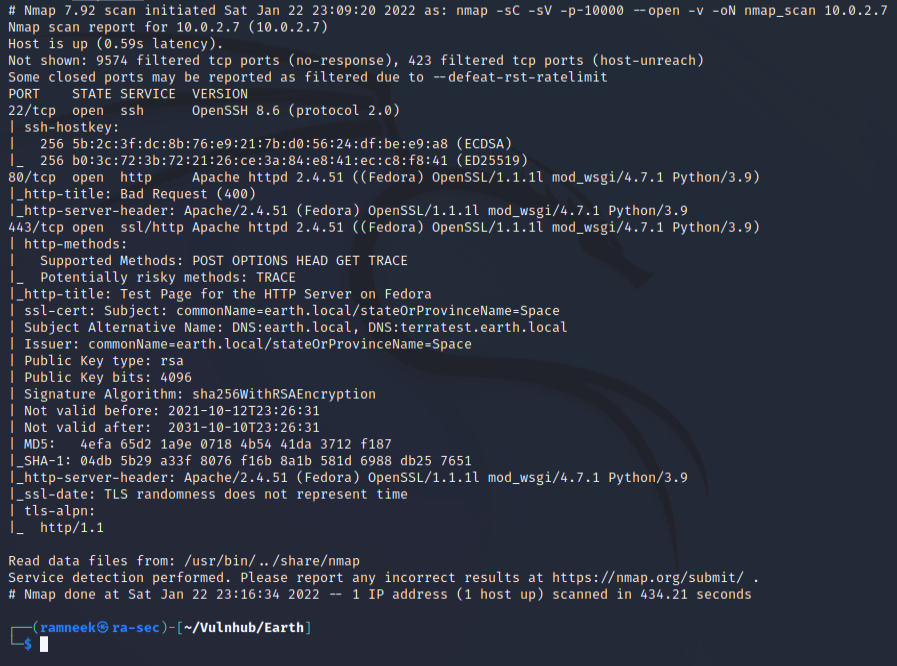 # Nmap 7.92 scan initiated Sat Jan 22 23:09:20 2022 as: nmap -sC -sV -p-10000 --open -v -oN nmap_scan 10.0.2.7
Nmap scan report for 10.0.2.7 (10.0.2.7)
Host is up (0.59s latency).
Not shown: 9574 filtered tcp ports (no-response), 423 filtered tcp ports (host-unreach)
Some closed ports may be reported as filtered due to --defeat-rst-ratelimit
PORT    STATE SERVICE  VERSION
22/tcp  open  ssh      OpenSSH 8.6 (protocol 2.0)
| ssh-hostkey:
|   256 5b:2c:3f:dc:8b:76:e9:21:7b:d0:56:24:df:be:e9:a8 (ECDSA)
|_  256 b0:3c:72:3b:72:21:26:ce:3a:84:e8:41:ec:c8:f8:41 (ED25519)
80/tcp  open  http     Apache httpd 2.4.51 ((Fedora) OpenSSL/1.1.1l mod_wsgi/4.7.1 Python/3.9)
|_http-title: Bad Request (400)
|_http-server-header: Apache/2.4.51 (Fedora) OpenSSL/1.1.1l mod_wsgi/4.7.1 Python/3.9
443/tcp open  ssl/http Apache httpd 2.4.51 ((Fedora) OpenSSL/1.1.1l mod_wsgi/4.7.1 Python/3.9)
| http-methods:
|   Supported Methods: POST OPTIONS HEAD GET TRACE
|_  Potentially risky methods: TRACE
|_http-title: Test Page for the HTTP Server on Fedora
| ssl-cert: Subject: commonName=earth.local/stateOrProvinceName=Space
| Subject Alternative Name: DNS:earth.local, DNS:terratest.earth.local
| Issuer: commonName=earth.local/stateOrProvinceName=Space
| Public Key type: rsa
| Public Key bits: 4096
| Signature Algorithm: sha256WithRSAEncryption
| Not valid before: 2021-10-12T23:26:31
| Not valid after:  2031-10-10T23:26:31
| MD5:   4efa 65d2 1a9e 0718 4b54 41da 3712 f187
|_SHA-1: 04db 5b29 a33f 8076 f16b 8a1b 581d 6988 db25 7651
|_http-server-header: Apache/2.4.51 (Fedora) OpenSSL/1.1.1l mod_wsgi/4.7.1 Python/3.9
|_ssl-date: TLS randomness does not represent time
| tls-alpn:
|_  http/1.1
Read data files from: /usr/bin/../share/nmap
Service detection performed. Please report any incorrect results at https://nmap.org/submit/ .
# Nmap done at Sat Jan 22 23:16:34 2022 -- 1 IP address (1 host up) scanned in 434.21 seconds
┌──(ramneek㉿ra-sec)-[~/Vulnhub/Earth]
└─$